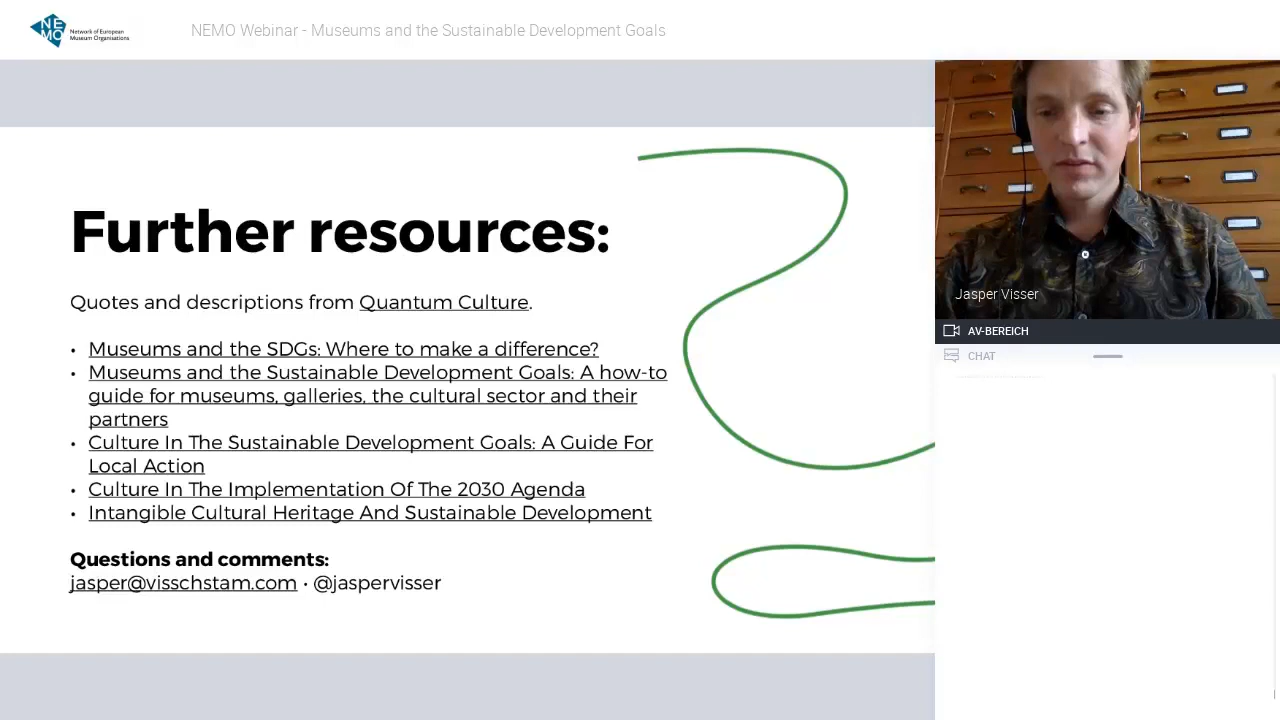 NE
MO
Network of European
Museum Organisations
NEMO Webinar - Museums and the Sustainable Development Goals
Further resources:
Quotes and descriptions from Quantum Culture.
• Museums and the SDGs: Where to make a difference?
• Museums and the Sustainable Development Goals: A how-to
guide for museums, galleries, the cultural sector and their
partners
• Culture In The Sustainable Development Goals: A Guide For
Local Action
• Culture In The Implementation Of The 2030 Agenda
• Intangible Cultural Heritage And Sustainable Development
Questions and comments:
jasper@visschstam.com • @jaspervisser
Jasper Visser
AV-BEREICH
CHAT